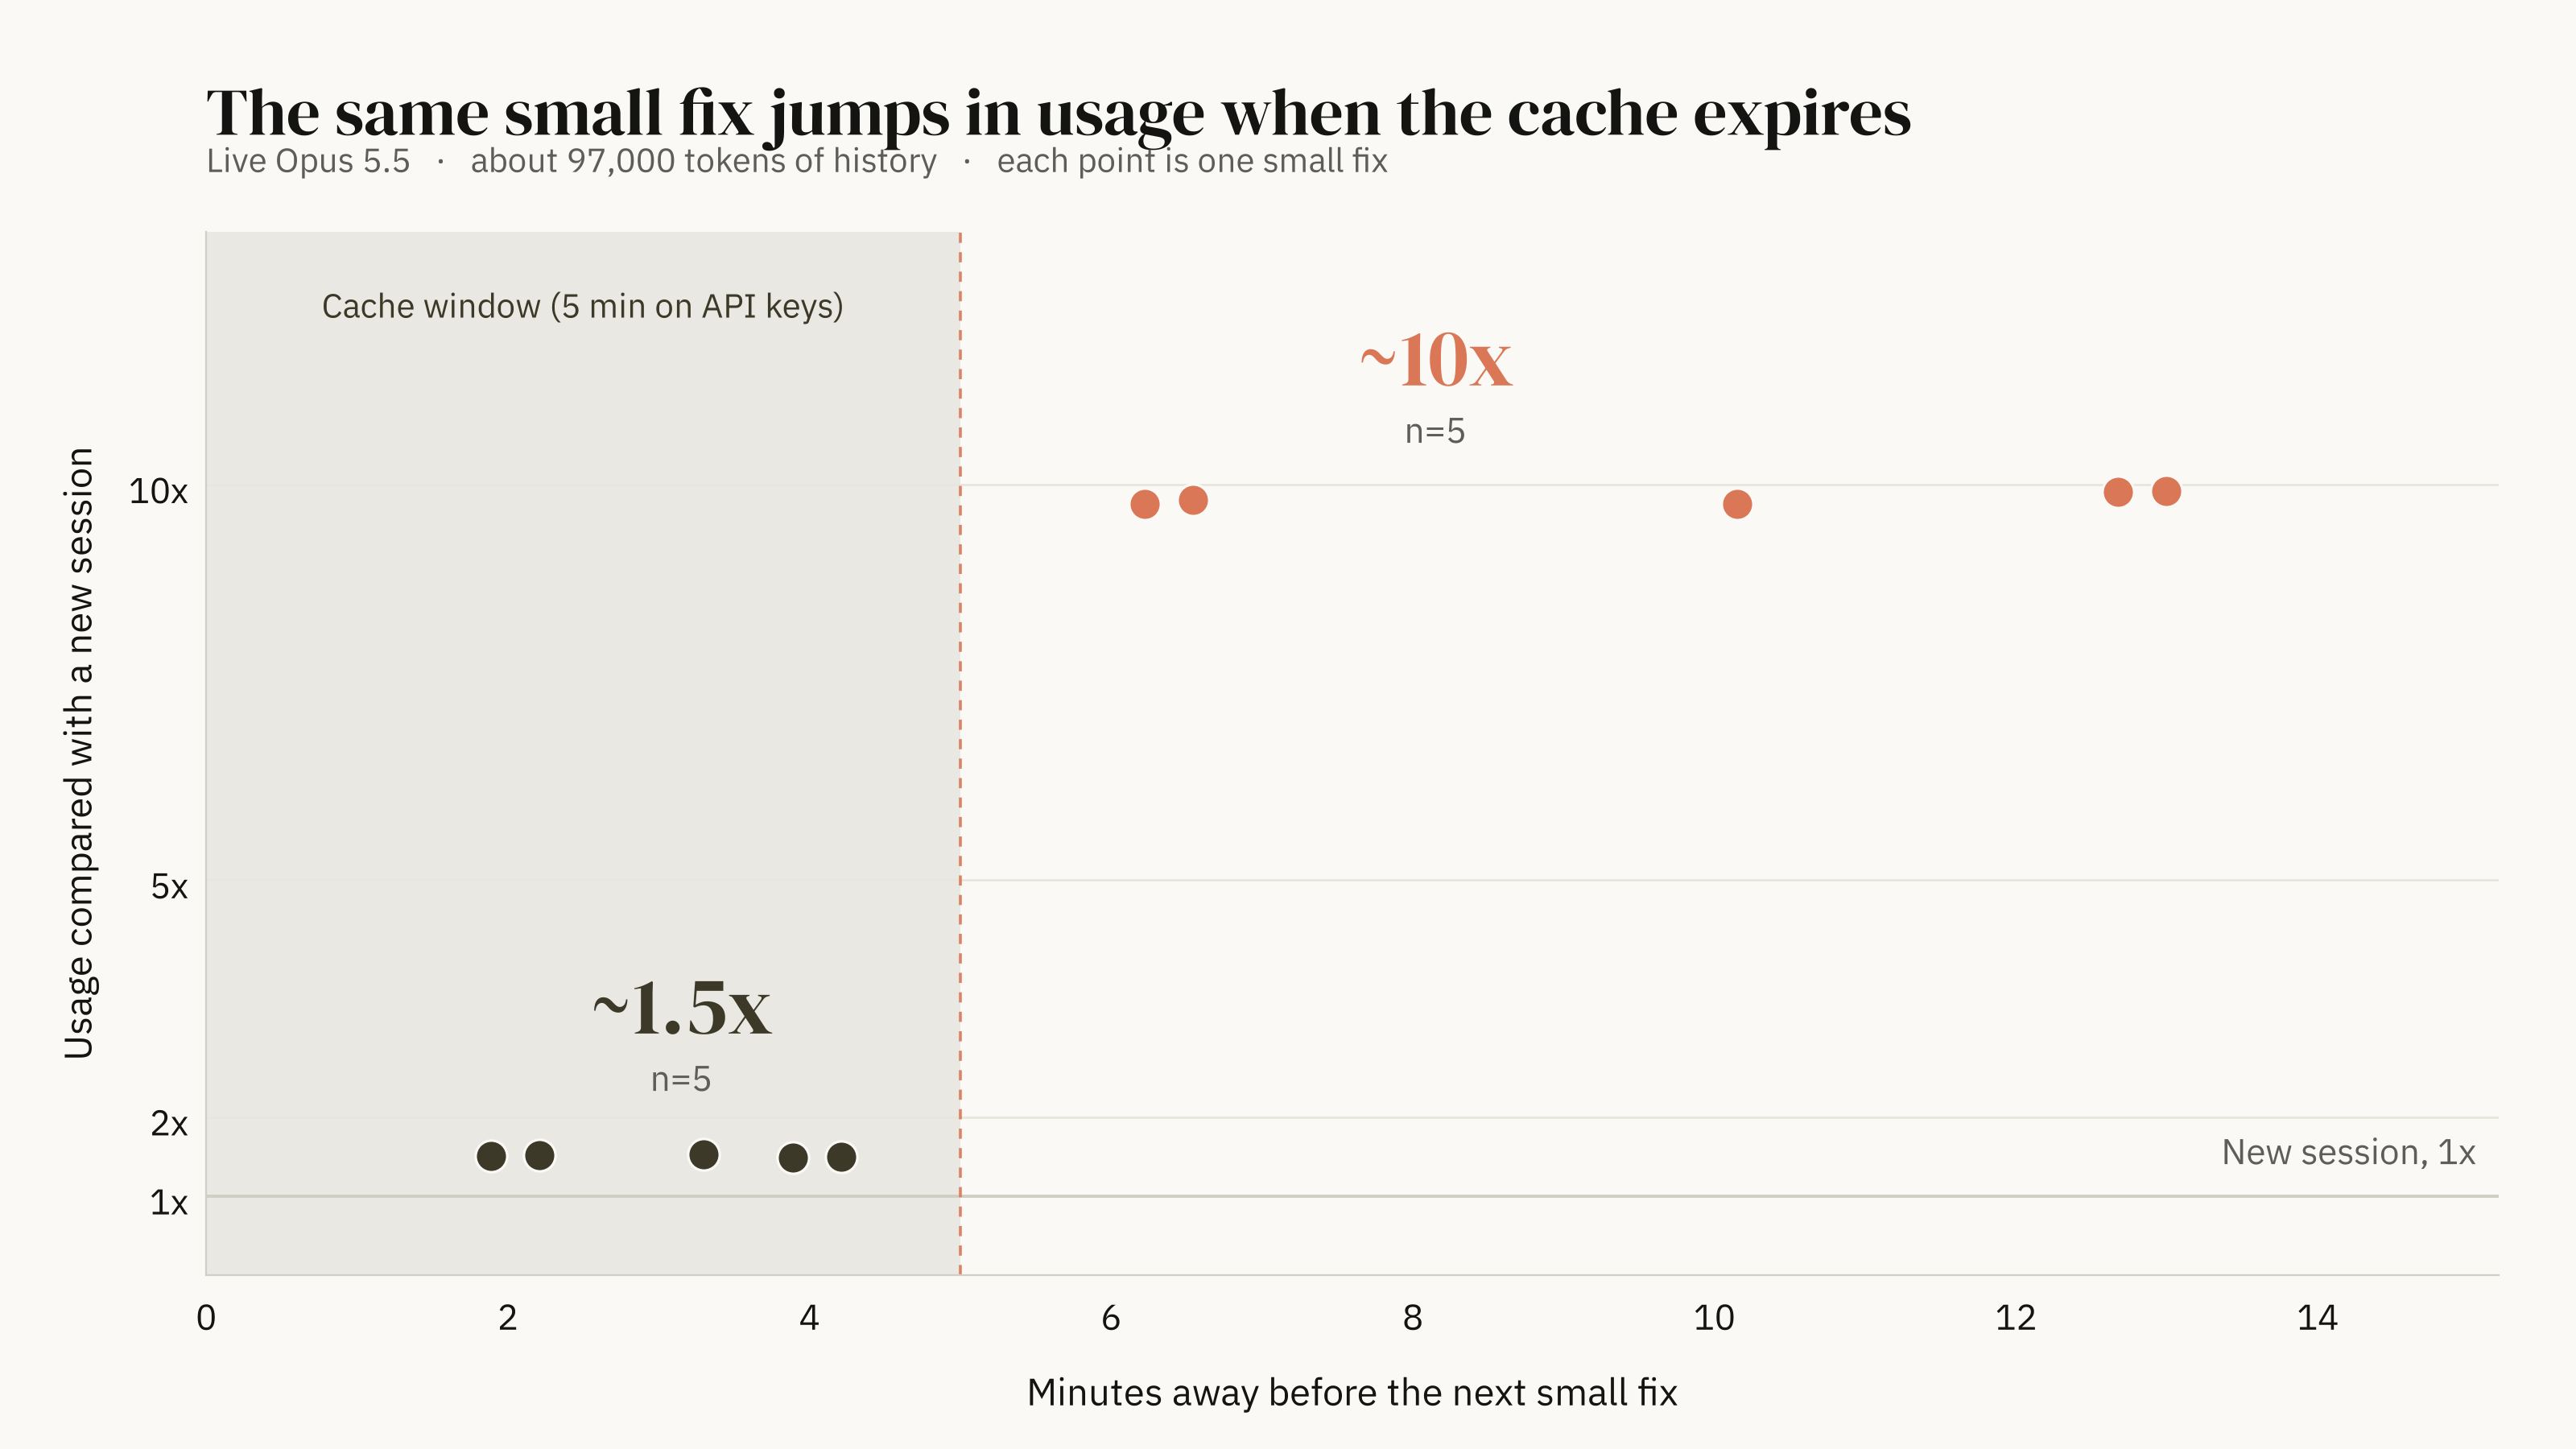 The same small fix jumps in usage when the cache expires
Live Opus 5.5 · about 97,000 tokens of history · each point is one small fix
Cache window (5 min on API keys)
~10x
n=5
Usage compared with a new session
10x
5x
~1.5x
n=5
2x
New session, 1x
1x
0 2 4 6 8 10 12 14
Minutes away before the next small fix